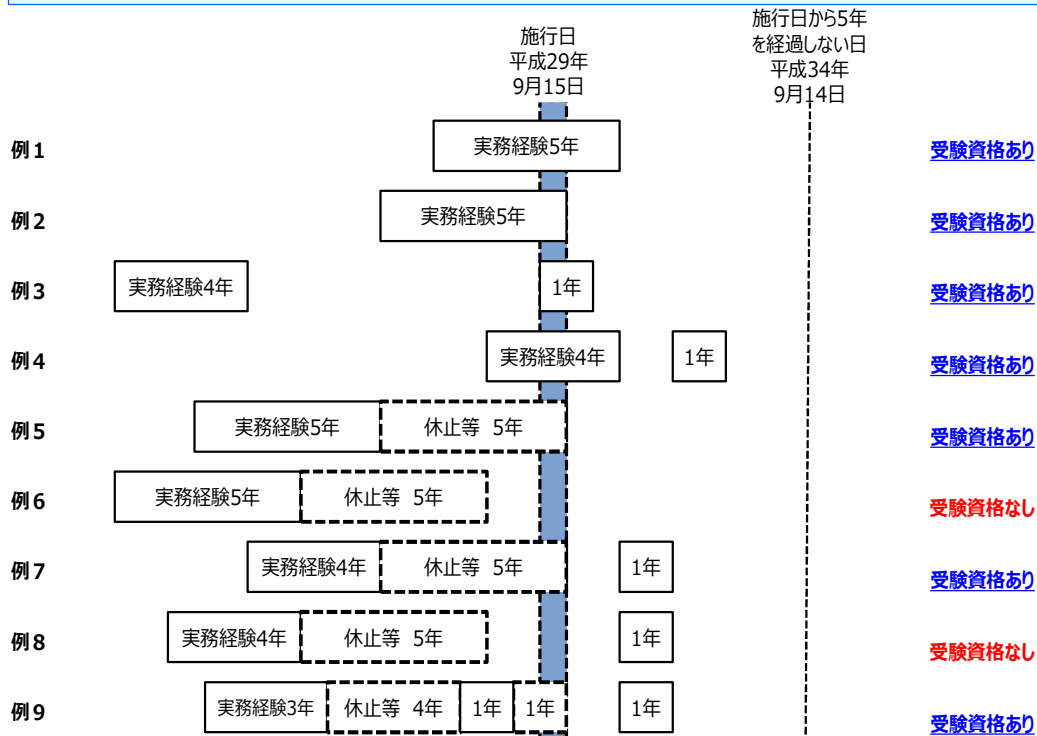 施行日
平成29年
9月15日
施行日から5年
を経過しない日
平成34年
9月14日
例1
実務経験5年
受験資格あり
例2
実務経験5年
受験資格あり
例3
実務経験4年
1年
受験資格あり
例4
実務経験4年
1年
受験資格あり
例5
実務経験5年
休止等 5年
受験資格あり
例6
実務経験5年
休止等 5年
受験資格なし
例7
実務経験4年
休止等 5年
1年
受験資格あり
例8
実務経験4年
休止等 5年
1年
受験資格なし
例9
実務経験3年
休止等 4年
1年
1年
1年
受験資格あり